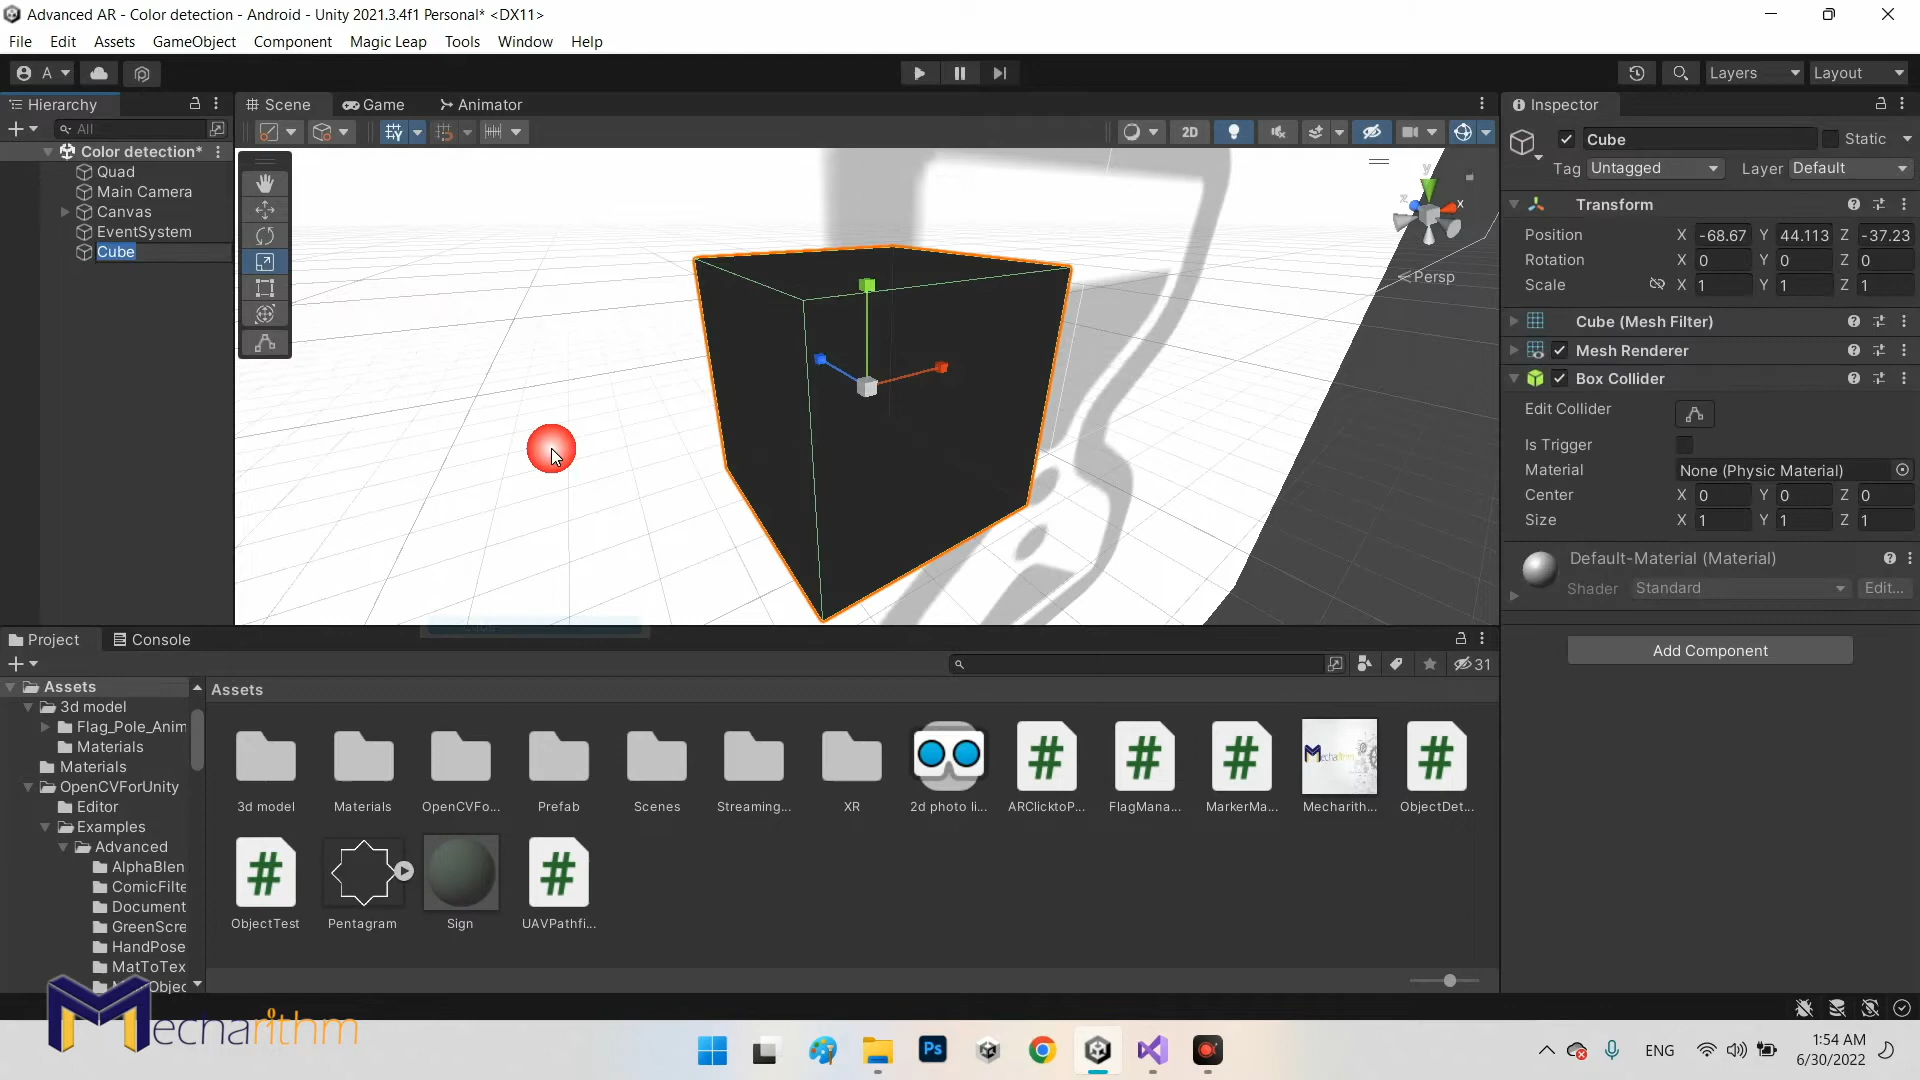 Advanced AR - Color detection - Android - Unity 2021.3.4f1 Personal* <DX11>
File Edit Assets GameObject Component Magic Leap Tools Window Help
A Layers Layout
Hierarchy
All
Color detection*
Quad
Main Camera
Canvas
EventSystem
Cube
Scene Game Animator
2D
y
x
z
Persp
Inspector
Cube Static
Tag Untagged Layer Default
Transform
Position X -68.67 Y 44.113 Z -37.23
Rotation X 0 Y 0 Z 0
Scale X 1 Y 1 Z 1
Cube (Mesh Filter)
Mesh Renderer
Box Collider
Edit Collider
Is Trigger
Material None (Physic Material)
Center X 0 Y 0 Z 0
Size X 1 Y 1 Z 1
Default-Material (Material)
Shader Standard Edit...
Add Component
Project Console
31
Assets
3d model
Flag_Pole_Anim
Materials
Materials
OpenCVForUnity
Editor
Examples
Advanced
AlphaBlen
ComicFilte
Document
GreenScre
HandPose
MatToTex
Assets
3d model Materials OpenCVFo... Prefab Scenes Streaming... XR 2d photo li... ARClicktoP... FlagMana... MarkerMa... Mecharith... ObjectDet...
ObjectTest Pentagram Sign UAVPathfi...
Mecharithm
Ps
ENG
1:54 AM
6/30/2022